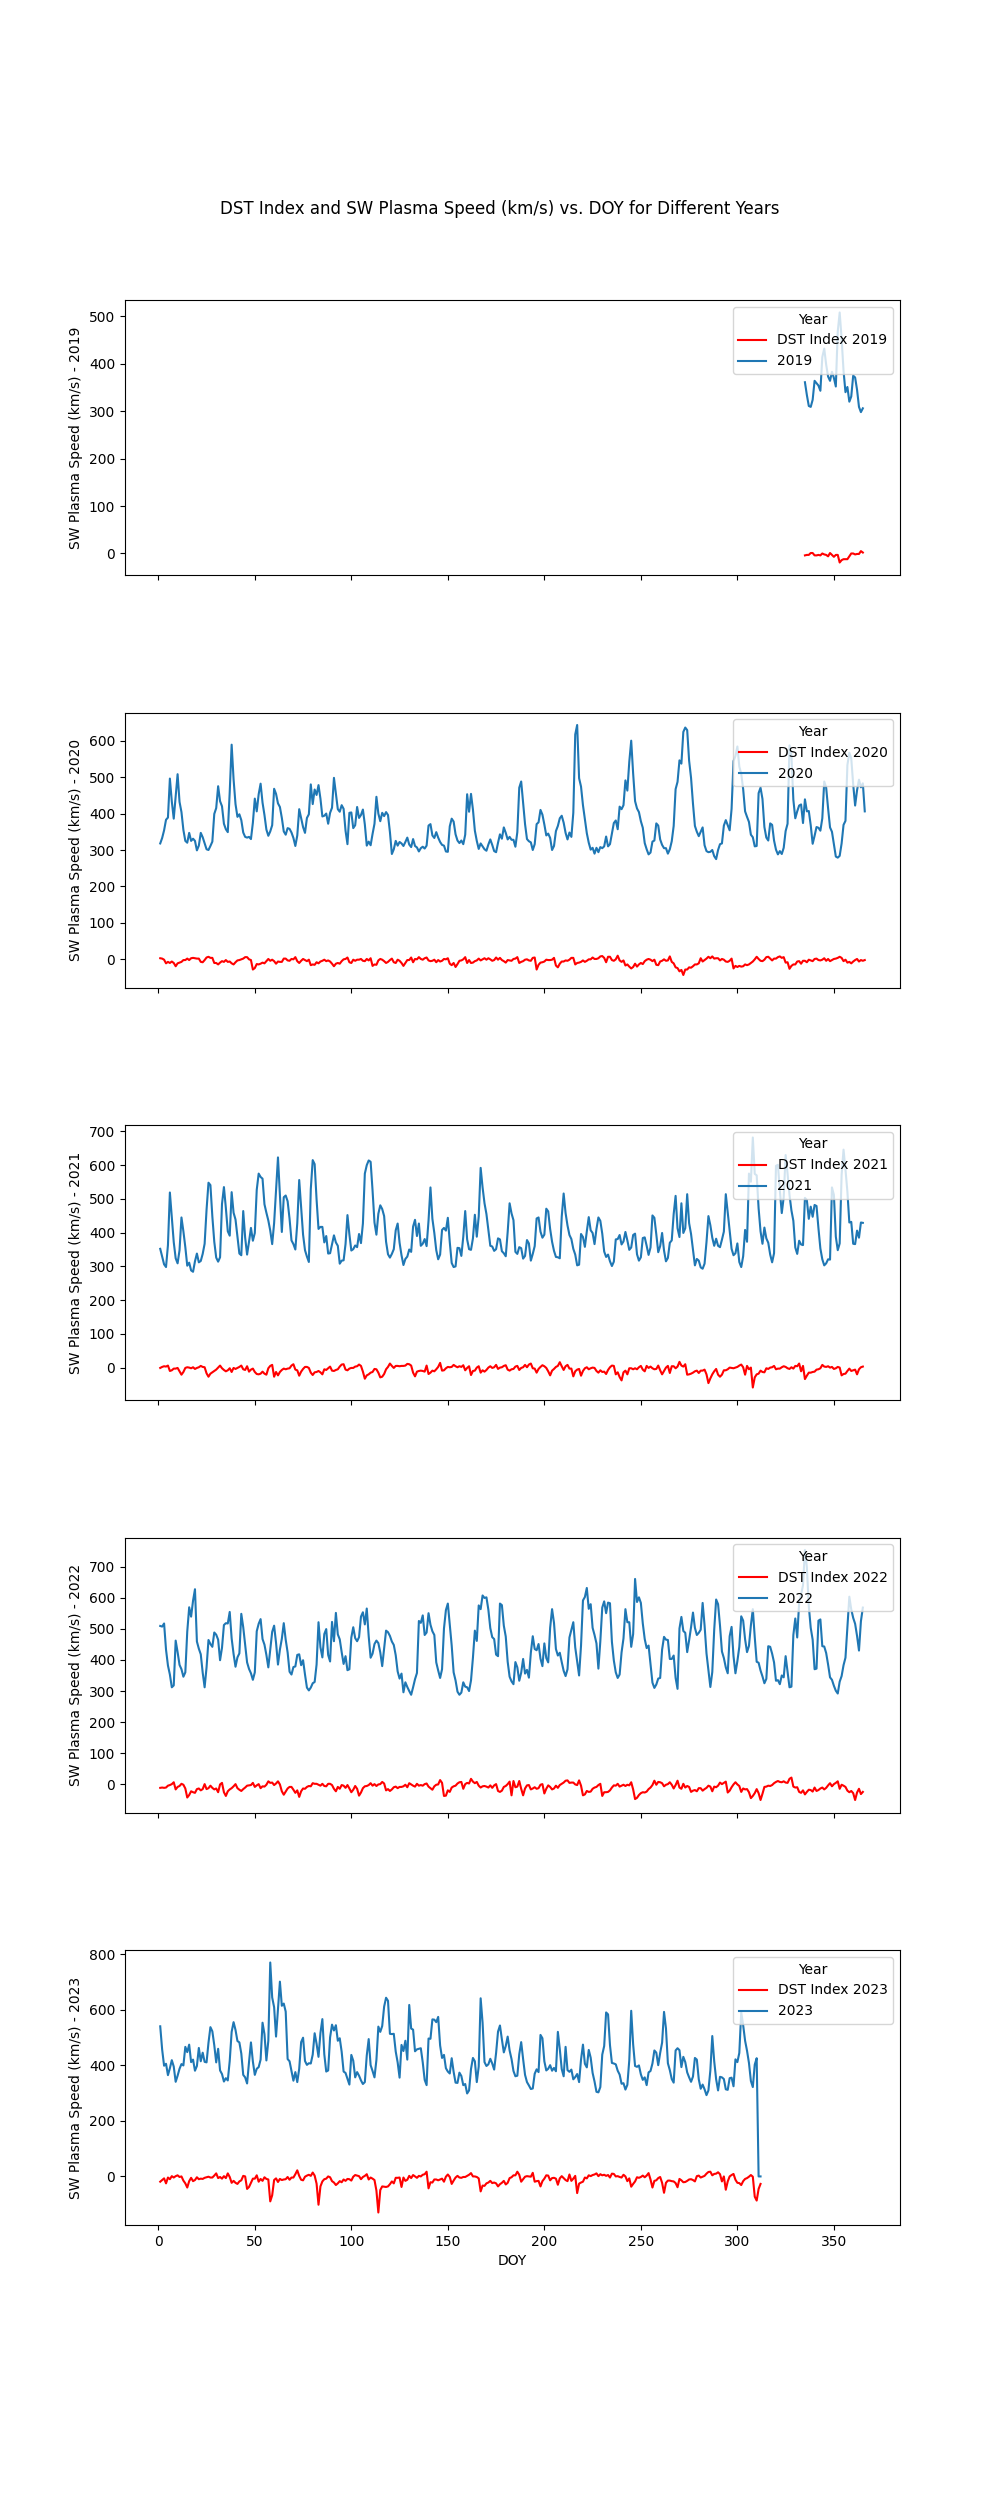 DST Index and SW Plasma Speed (km/s) vs. DOY for Different Years
SW Plasma Speed (km/s) - 2019
500
400
300
200
100
0
Year
DST Index 2019
2019
SW Plasma Speed (km/s) - 2020
600
500
400
300
200
100
0
Year
DST Index 2020
2020
SW Plasma Speed (km/s) - 2021
700
600
500
400
300
200
100
0
Year
DST Index 2021
2021
SW Plasma Speed (km/s) - 2022
700
600
500
400
300
200
100
0
Year
DST Index 2022
2022
SW Plasma Speed (km/s) - 2023
800
600
400
200
0
Year
DST Index 2023
2023
0 50 100 150 200 250 300 350
DOY